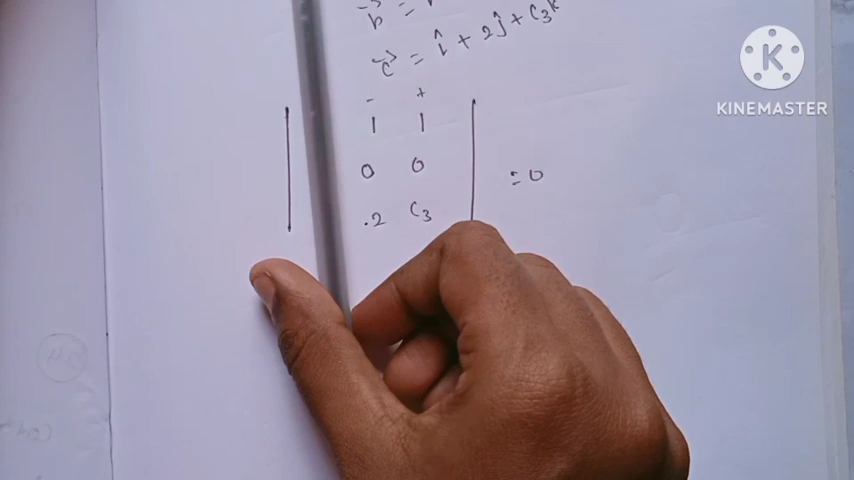 b⃗ =
c⃗ = î + 2ĵ + C₃k
- +
1 1
0 0 = 0
.2 C₃
KINEMASTER